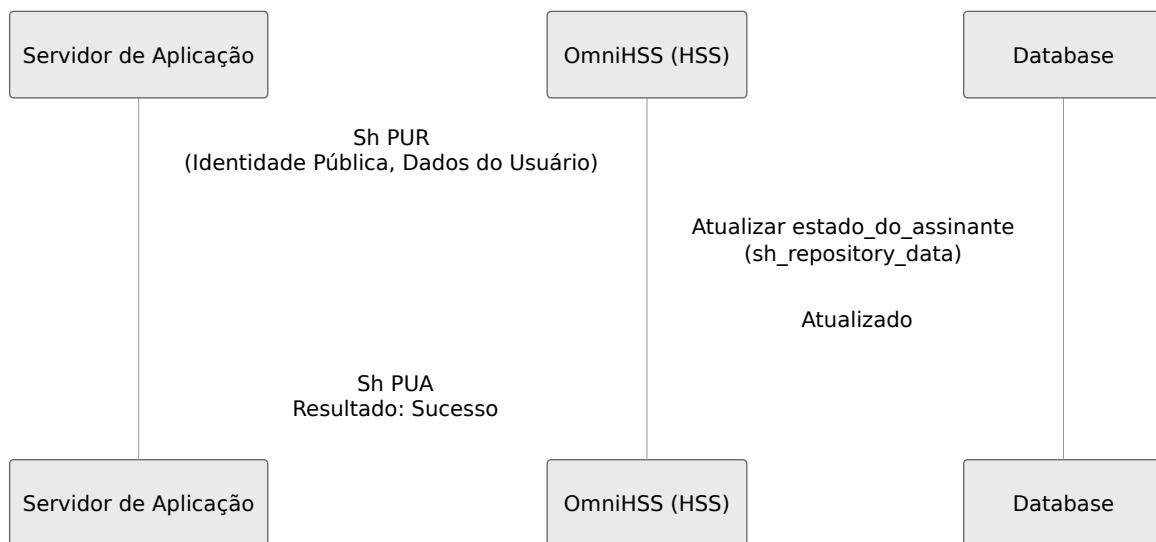 Servidor de Aplicação
OmniHSS (HSS)
Database
Sh PUR
(Identidade Pública, Dados do Usuário)
Atualizar estado_do_assinante
(sh_repository_data)
Atualizado
Sh PUA
Resultado: Sucesso
Servidor de Aplicação
OmniHSS (HSS)
Database